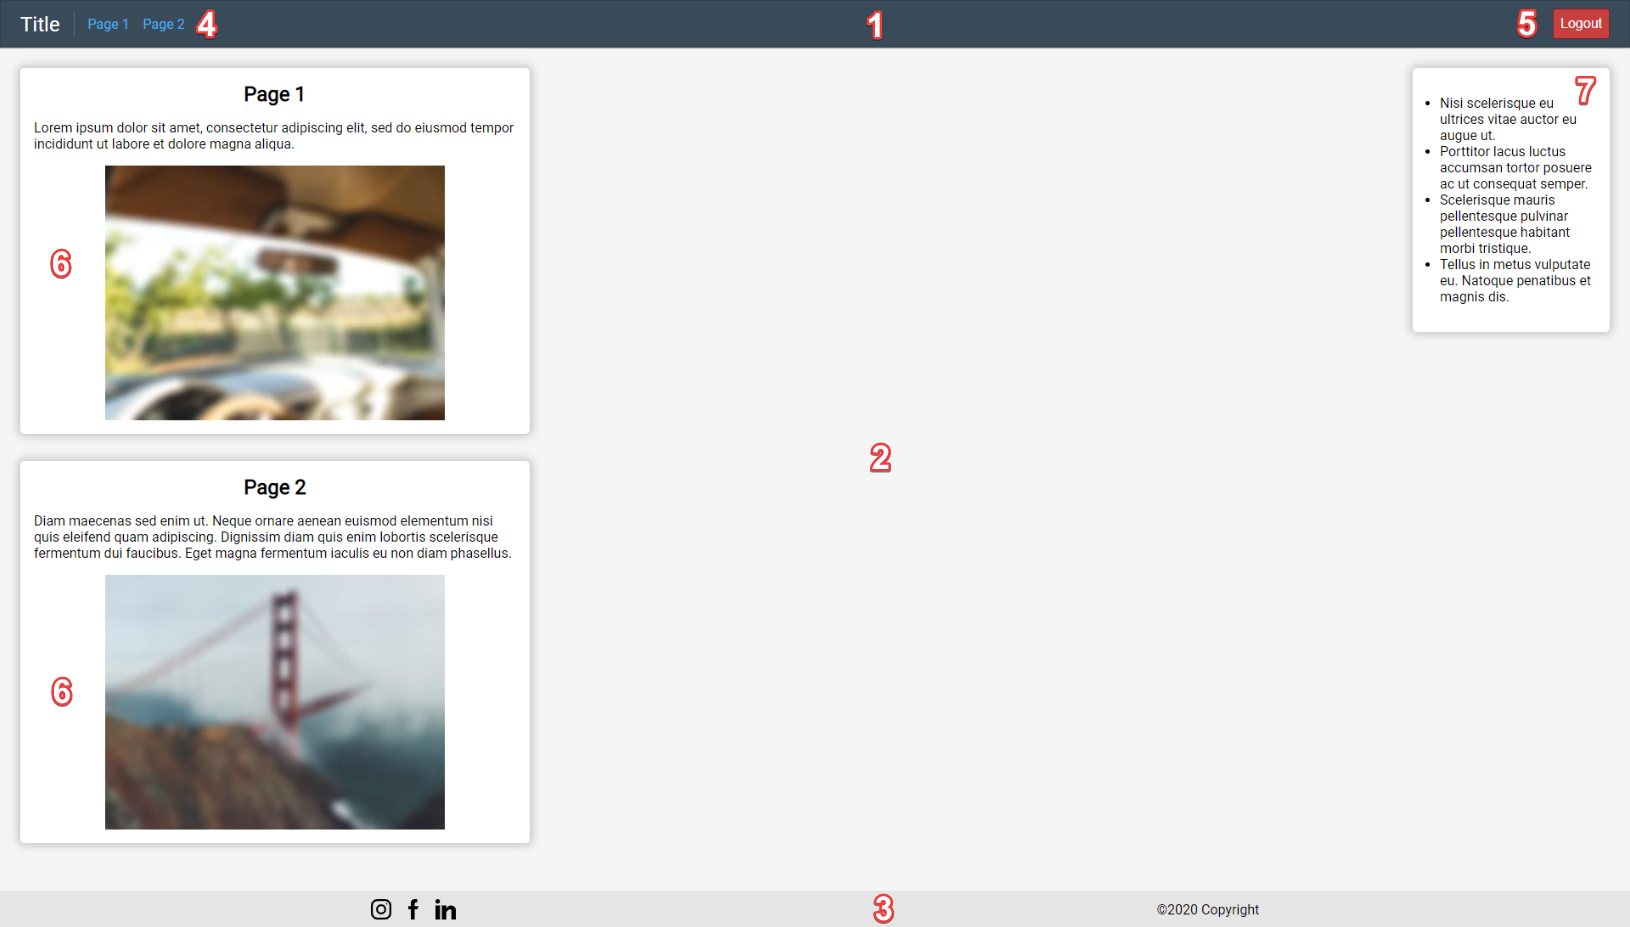 Title
Page 1
Page 2
4
1
5
Logout
Page 1
Lorem ipsum dolor sit amet, consectetur adipiscing elit, sed do eiusmod tempor
incididunt ut labore et dolore magna aliqua.
6
Page 2
Diam maecenas sed enim ut. Neque ornare aenean euismod elementum nisi
quis eleifend quam adipiscing. Dignissim diam quis enim lobortis scelerisque
fermentum dui faucibus. Eget magna fermentum iaculis eu non diam phasellus.
6
2
7
Nisi scelerisque eu
ultrices vitae auctor eu
augue ut.
Porttitor lacus luctus
accumsan tortor posuere
ac ut consequat semper.
Scelerisque mauris
pellentesque pulvinar
pellentesque habitant
morbi tristique.
Tellus in metus vulputate
eu. Natoque penatibus et
magnis dis.
3
©2020 Copyright